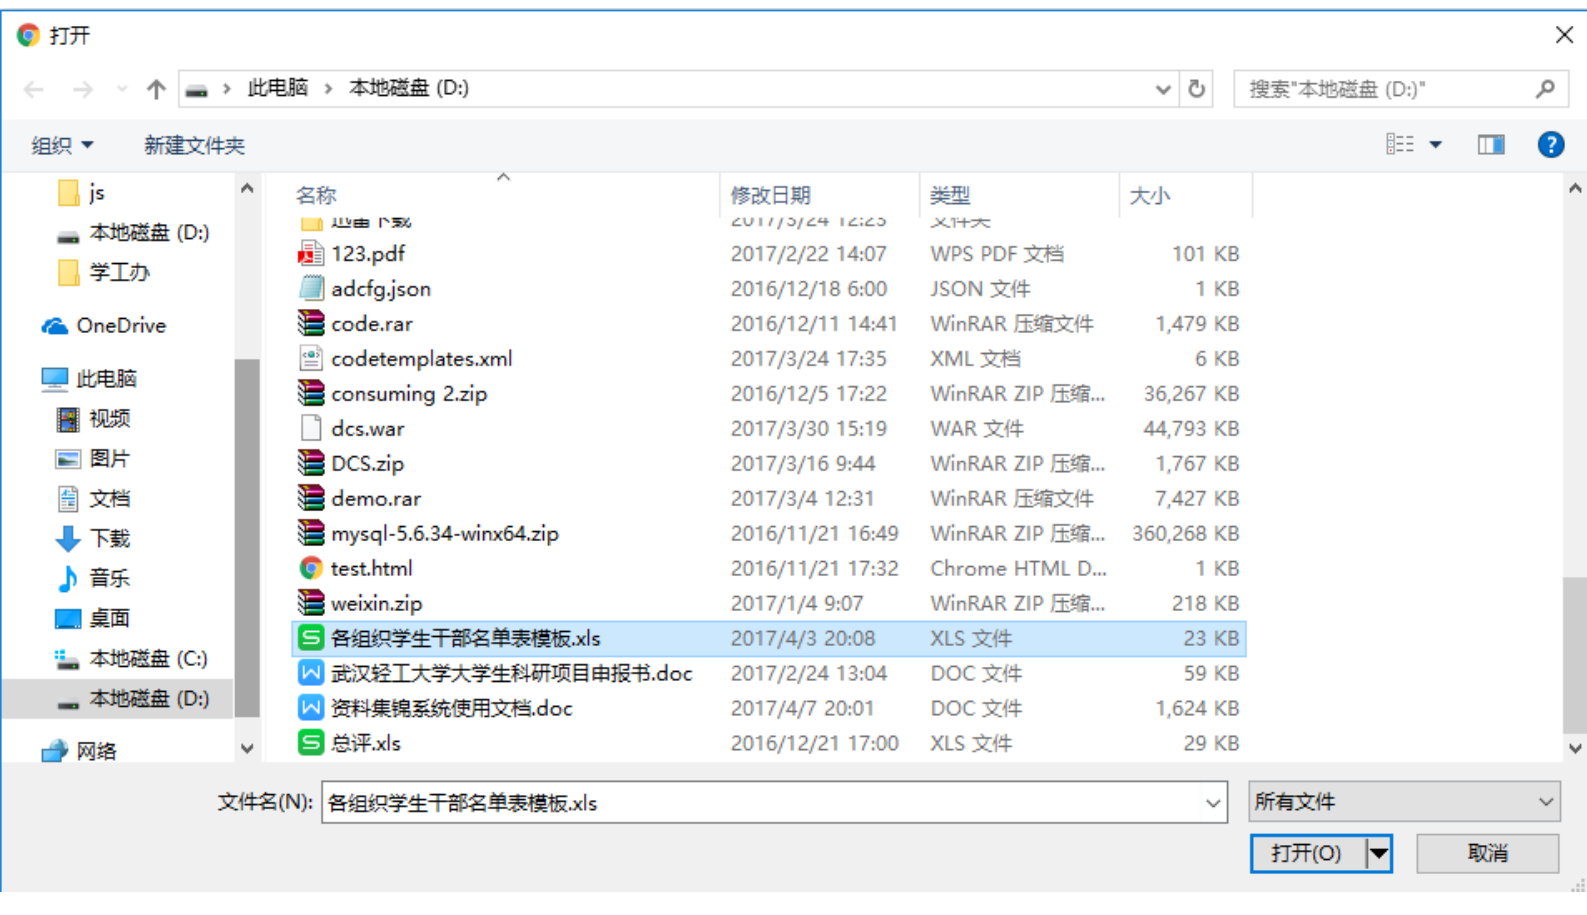 打开
此电脑 › 本地磁盘 (D:)
搜索"本地磁盘 (D:)"
组织
新建文件夹
js
本地磁盘 (D:)
学工办
OneDrive
此电脑
视频
图片
文档
下载
音乐
桌面
本地磁盘 (C:)
本地磁盘 (D:)
网络
名称 修改日期 类型 大小
迅雷下载 2017/3/24 12:23 文件夹
123.pdf 2017/2/22 14:07 WPS PDF 文档 101 KB
adcfg.json 2016/12/18 6:00 JSON 文件 1 KB
code.rar 2016/12/11 14:41 WinRAR 压缩文件 1,479 KB
codetemplates.xml 2017/3/24 17:35 XML 文档 6 KB
consuming 2.zip 2016/12/5 17:22 WinRAR ZIP 压缩... 36,267 KB
dcs.war 2017/3/30 15:19 WAR 文件 44,793 KB
DCS.zip 2017/3/16 9:44 WinRAR ZIP 压缩... 1,767 KB
demo.rar 2017/3/4 12:31 WinRAR 压缩文件 7,427 KB
mysql-5.6.34-winx64.zip 2016/11/21 16:49 WinRAR ZIP 压缩... 360,268 KB
test.html 2016/11/21 17:32 Chrome HTML D... 1 KB
weixin.zip 2017/1/4 9:07 WinRAR ZIP 压缩... 218 KB
各组织学生干部名单表模板.xls 2017/4/3 20:08 XLS 文件 23 KB
武汉轻工大学大学生科研项目申报书.doc 2017/2/24 13:04 DOC 文件 59 KB
资料集锦系统使用文档.doc 2017/4/7 20:01 DOC 文件 1,624 KB
总评.xls 2016/12/21 17:00 XLS 文件 29 KB
文件名(N): 各组织学生干部名单表模板.xls
所有文件
打开(O)
取消